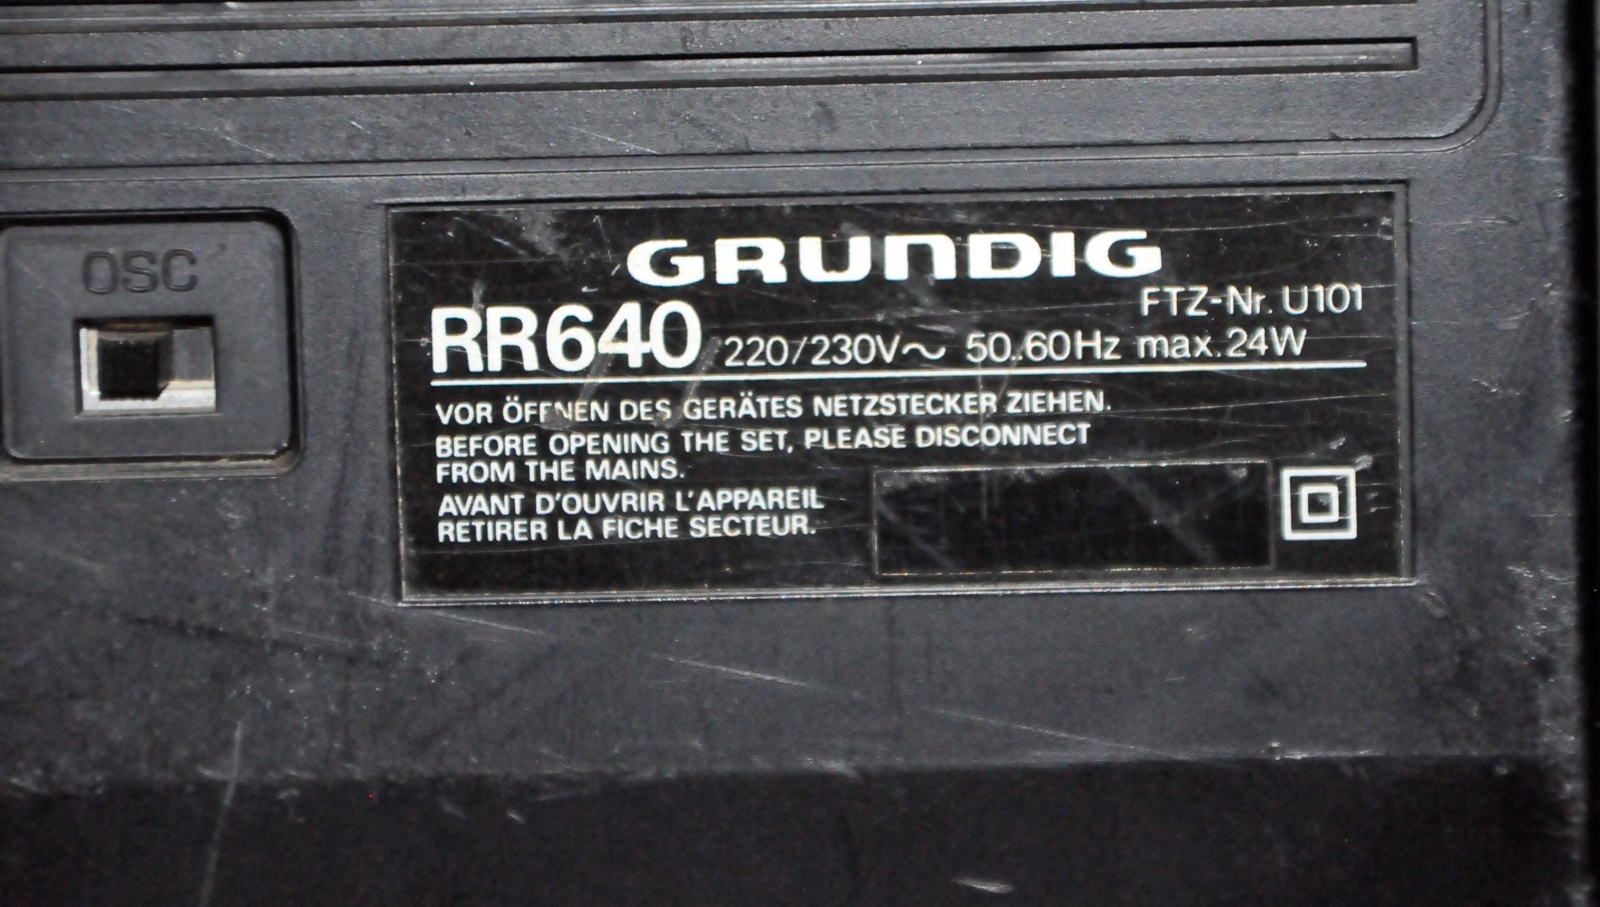 OSC
GRUNDIG
FTZ-Nr. U101
RR640 220/230V~ 50..60Hz max.24W
VOR ÖFFNEN DES GERÄTES NETZSTECKER ZIEHEN.
BEFORE OPENING THE SET, PLEASE DISCONNECT
FROM THE MAINS.
AVANT D'OUVRIR L'APPAREIL
RETIRER LA FICHE SECTEUR.